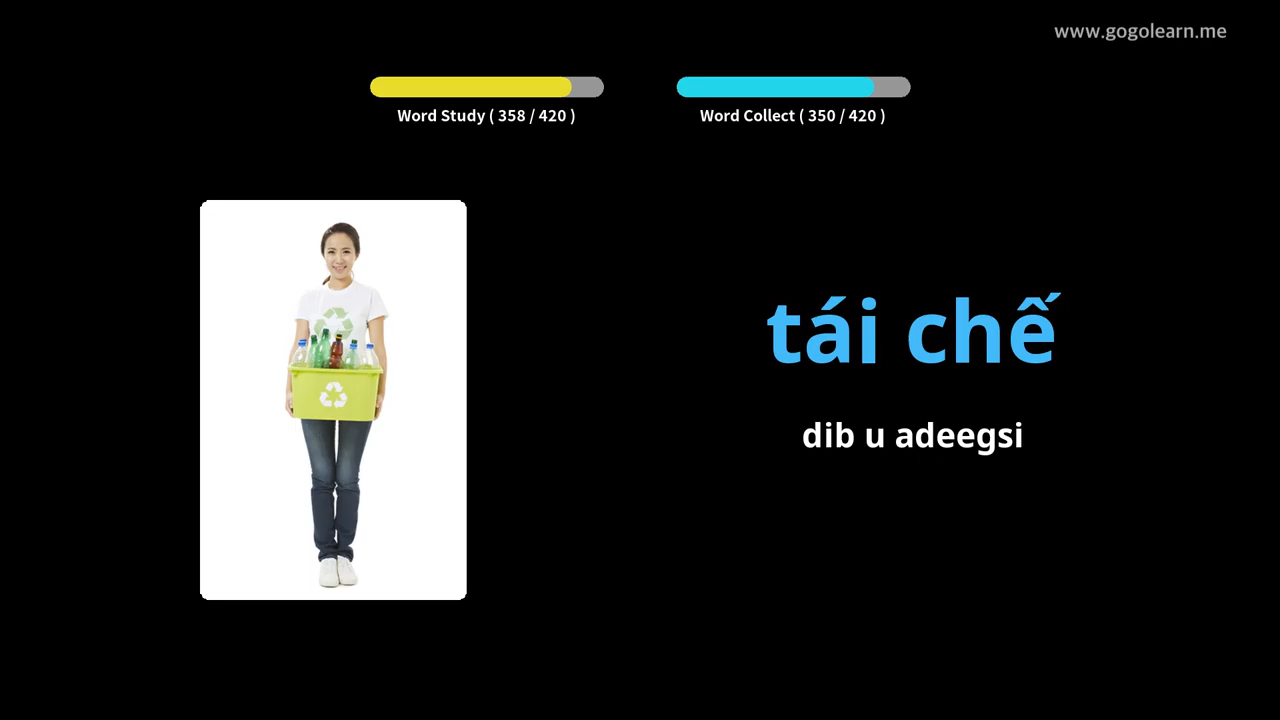 www.gogolearn.me
Word Study ( 358 / 420 )
Word Collect ( 350 / 420 )
tái chế
dib u adeegsi